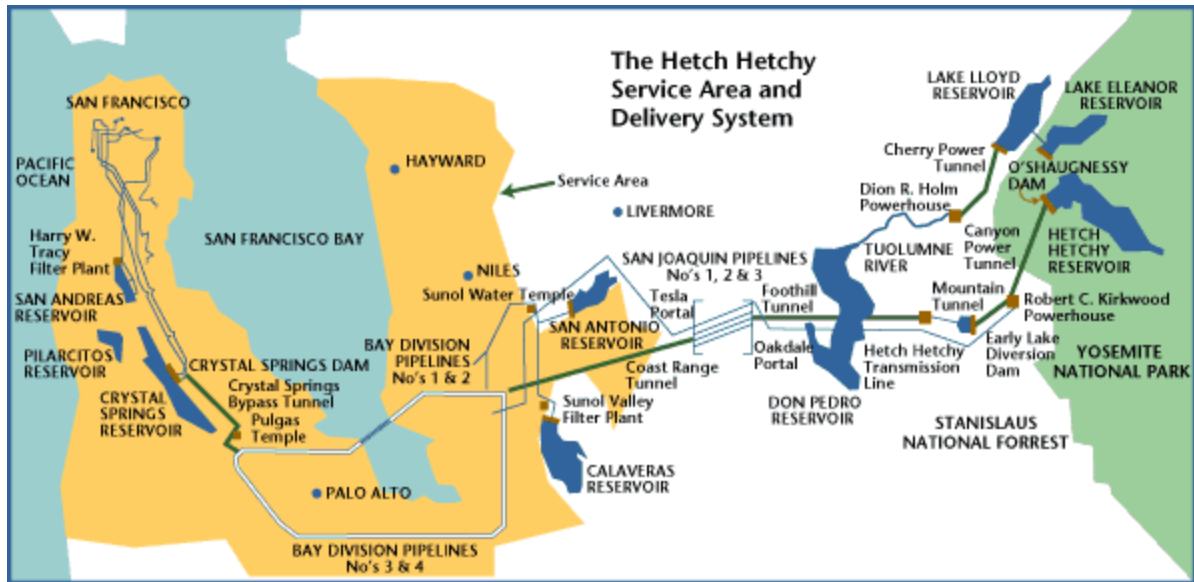 The Hetch Hetchy
Service Area and
Delivery System
SAN FRANCISCO
PACIFIC
OCEAN
HAYWARD
Service Area
LIVERMORE
SAN FRANCISCO BAY
Harry W.
Tracy
Filter Plant
SAN ANDREAS
RESERVOIR
PILARCITOS
RESERVOIR
CRYSTAL
SPRINGS
RESERVOIR
CRYSTAL SPRINGS DAM
Crystal Springs
Bypass Tunnel
Pulgas
Temple
PALO ALTO
NILES
Sunol Water Temple
BAY DIVISION
PIPELINES
No's 1 & 2
BAY DIVISION PIPELINES
No's 3 & 4
SAN ANTONIO
RESERVOIR
Sunol Valley
Filter Plant
CALAVERAS
RESERVOIR
SAN JOAQUIN PIPELINES
No's 1, 2 & 3
Tesla
Portal
Coast Range
Tunnel
Foothill
Tunnel
Oakdale
Portal
DON PEDRO
RESERVOIR
Hetch Hetchy
Transmission
Line
TUOLUMNE
RIVER
Dion R. Holm
Powerhouse
Cherry Power
Tunnel
LAKE LLOYD
RESERVOIR
LAKE ELEANOR
RESERVOIR
O'SHAUGNESSY
DAM
Canyon
Power
Tunnel
HETCH
HETCHY
RESERVOIR
Mountain
Tunnel
Robert C. Kirkwood
Powerhouse
Early Lake
Diversion
Dam
YOSEMITE
NATIONAL PARK
STANISLAUS
NATIONAL FORREST